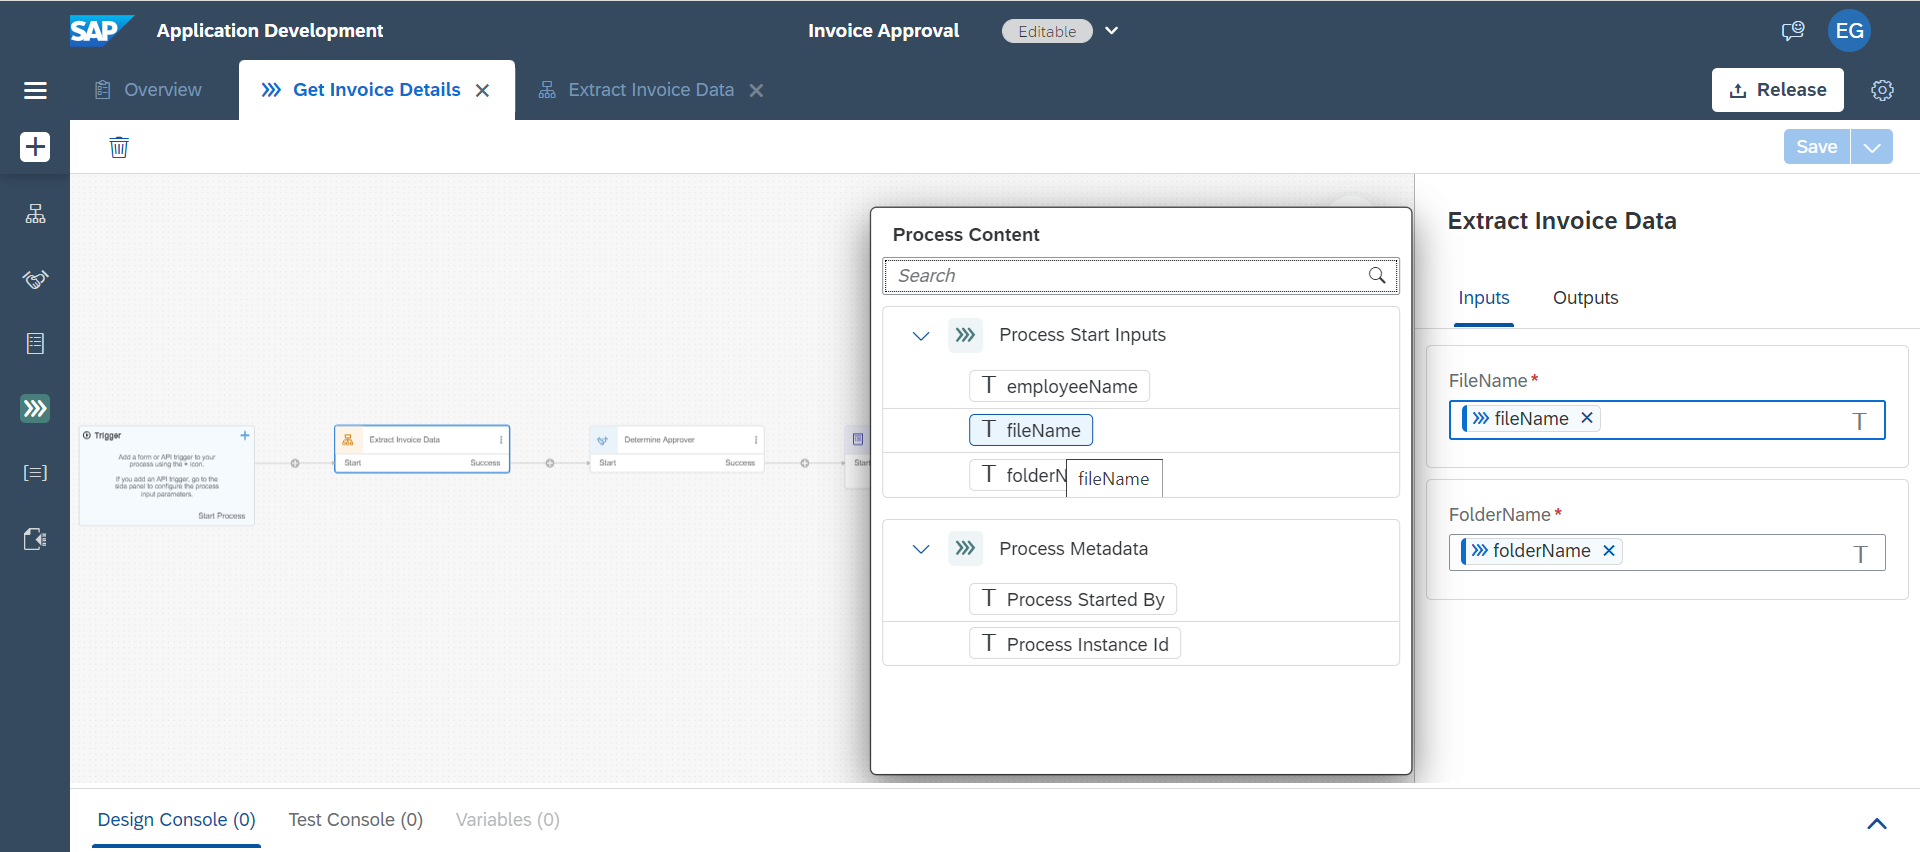 SAP
Application Development
Invoice Approval
Editable
EG
Overview
Get Invoice Details
Extract Invoice Data
Release
Save
Trigger
Add a form or API trigger to your
process using the + icon.
If you add an API trigger, go to the
side panel to configure the process
input parameters.
Start Process
Extract Invoice Data
Start
Success
Determine Approver
Start
Success
Start
Process Content
Search
Process Start Inputs
T employeeName
T fileName
T folderN
fileName
Process Metadata
T Process Started By
T Process Instance Id
Extract Invoice Data
Inputs
Outputs
FileName *
fileName
T
FolderName *
folderName
T
Design Console (0)
Test Console (0)
Variables (0)